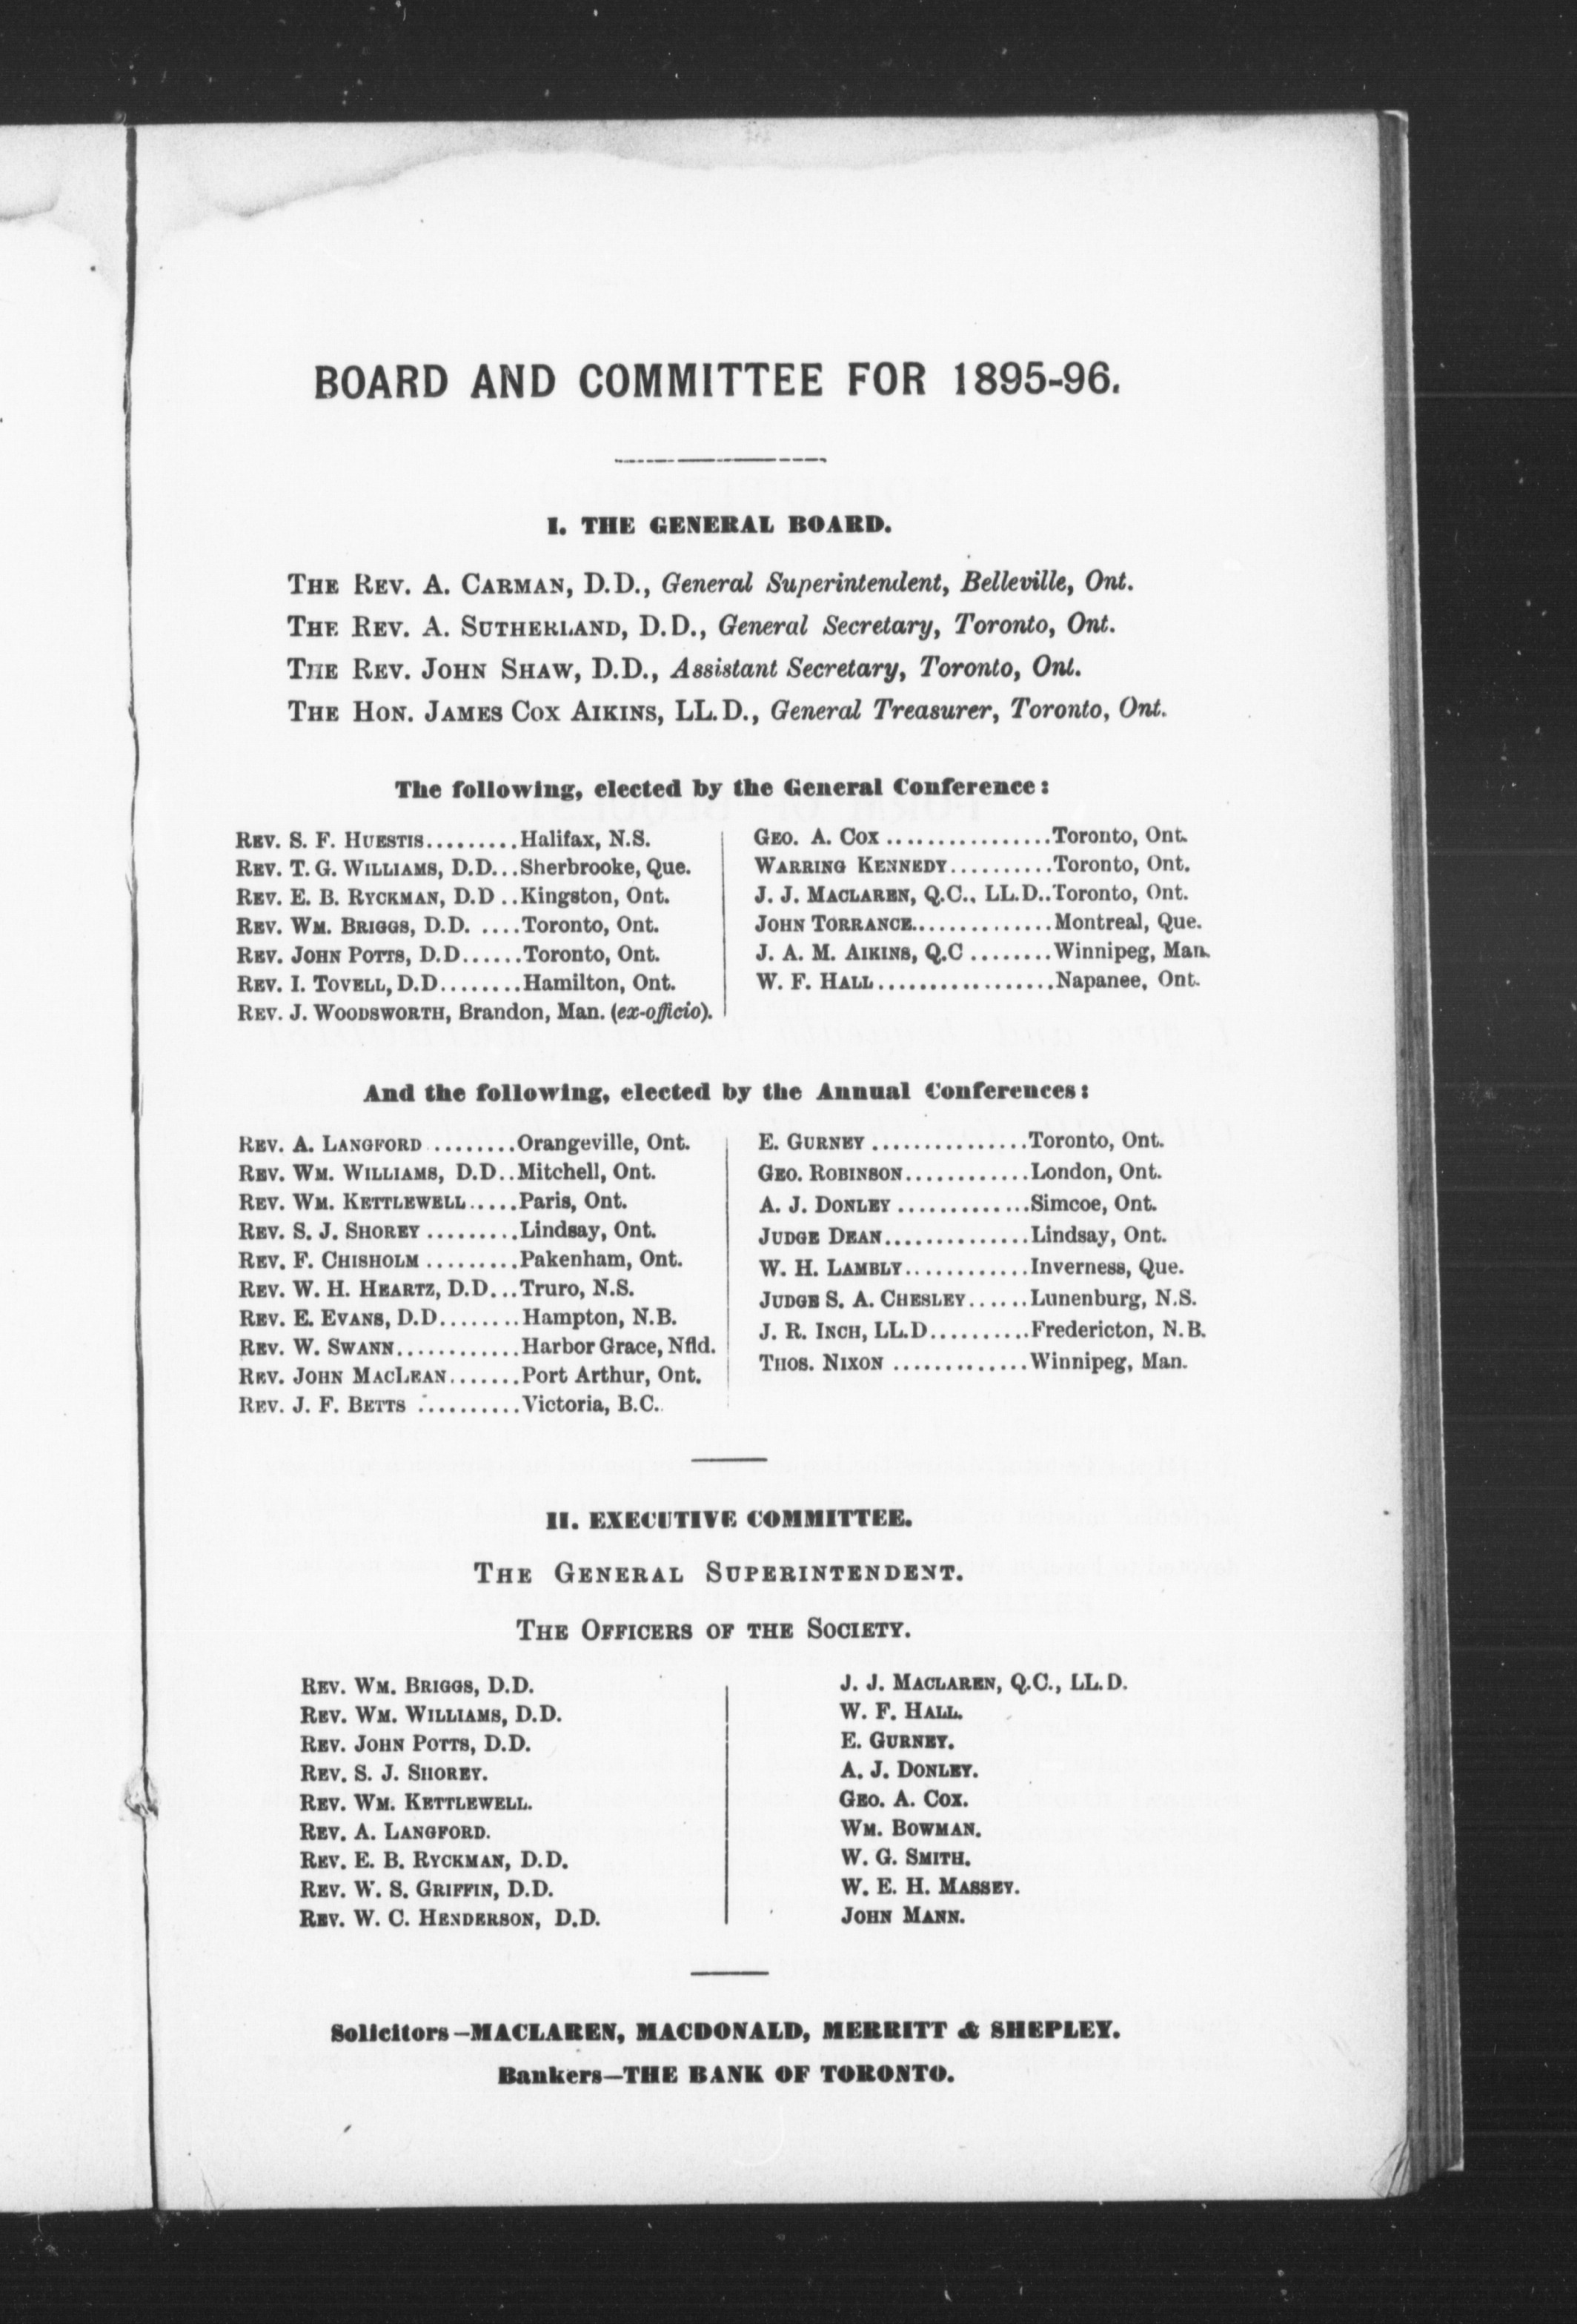 BOARD AND COMMITTEE FOR 1895-96.
I. THE GENERAL BOARD.
THE REV. A. CARMAN, D.D., General Superintendent, Belleville, Ont.
THE REV. A. SUTHERLAND, D.D., General Secretary, Toronto, Ont.
THE REV. JOHN SHAW, D.D., Assistant Secretary, Toronto, Ont.
THE HON. JAMES COX AIKINS, LL.D., General Treasurer, Toronto, Ont.
The following, elected by the General Conference:
REV. S. F. HUESTIS.........Halifax, N.S.
REV. T. G. WILLIAMS, D.D...Sherbrooke, Que.
REV. E. B. RYCKMAN, D.D ..Kingston, Ont.
REV. WM. BRIGGS, D.D. ....Toronto, Ont.
REV. JOHN POTTS, D.D......Toronto, Ont.
REV. I. TOVELL, D.D........Hamilton, Ont.
REV. J. WOODSWORTH, Brandon, Man. (ex-officio).
GEO. A. COX ................Toronto, Ont.
WARRING KENNEDY..........Toronto, Ont.
J. J. MACLAREN, Q.C., LL.D..Toronto, Ont.
JOHN TORRANCE..............Montreal, Que.
J. A. M. AIKINS, Q.C ........Winnipeg, Man.
W. F. HALL.................Napanee, Ont.
And the following, elected by the Annual Conferences:
REV. A. LANGFORD ........Orangeville, Ont.
REV. WM. WILLIAMS, D.D..Mitchell, Ont.
REV. WM. KETTLEWELL.....Paris, Ont.
REV. S. J. SHOREY .........Lindsay, Ont.
REV. F. CHISHOLM .........Pakenham, Ont.
REV. W. H. HEARTZ, D.D...Truro, N.S.
REV. E. EVANS, D.D........Hampton, N.B.
REV. W. SWANN............Harbor Grace, Nfld.
REV. JOHN MACLEAN.......Port Arthur, Ont.
REV. J. F. BETTS ..........Victoria, B.C.
E. GURNEY ...............Toronto, Ont.
GEO. ROBINSON............London, Ont.
A. J. DONLEY .............Simcoe, Ont.
JUDGE DEAN..............Lindsay, Ont.
W. H. LAMBLY............Inverness, Que.
JUDGE S. A. CHESLEY......Lunenburg, N.S.
J. R. INCH, LL.D..........Fredericton, N.B.
THOS. NIXON .............Winnipeg, Man.
II. EXECUTIVE COMMITTEE.
THE GENERAL SUPERINTENDENT.
THE OFFICERS OF THE SOCIETY.
REV. WM. BRIGGS, D.D.
REV. WM. WILLIAMS, D.D.
REV. JOHN POTTS, D.D.
REV. S. J. SHOREY.
REV. WM. KETTLEWELL.
REV. A. LANGFORD.
REV. E. B. RYCKMAN, D.D.
REV. W. S. GRIFFIN, D.D.
REV. W. C. HENDERSON, D.D.
J. J. MACLAREN, Q.C., LL.D.
W. F. HALL.
E. GURNEY.
A. J. DONLEY.
GEO. A. COX.
WM. BOWMAN.
W. G. SMITH.
W. E. H. MASSEY.
JOHN MANN.
Solicitors—MACLAREN, MACDONALD, MERRITT & SHEPLEY.
Bankers—THE BANK OF TORONTO.